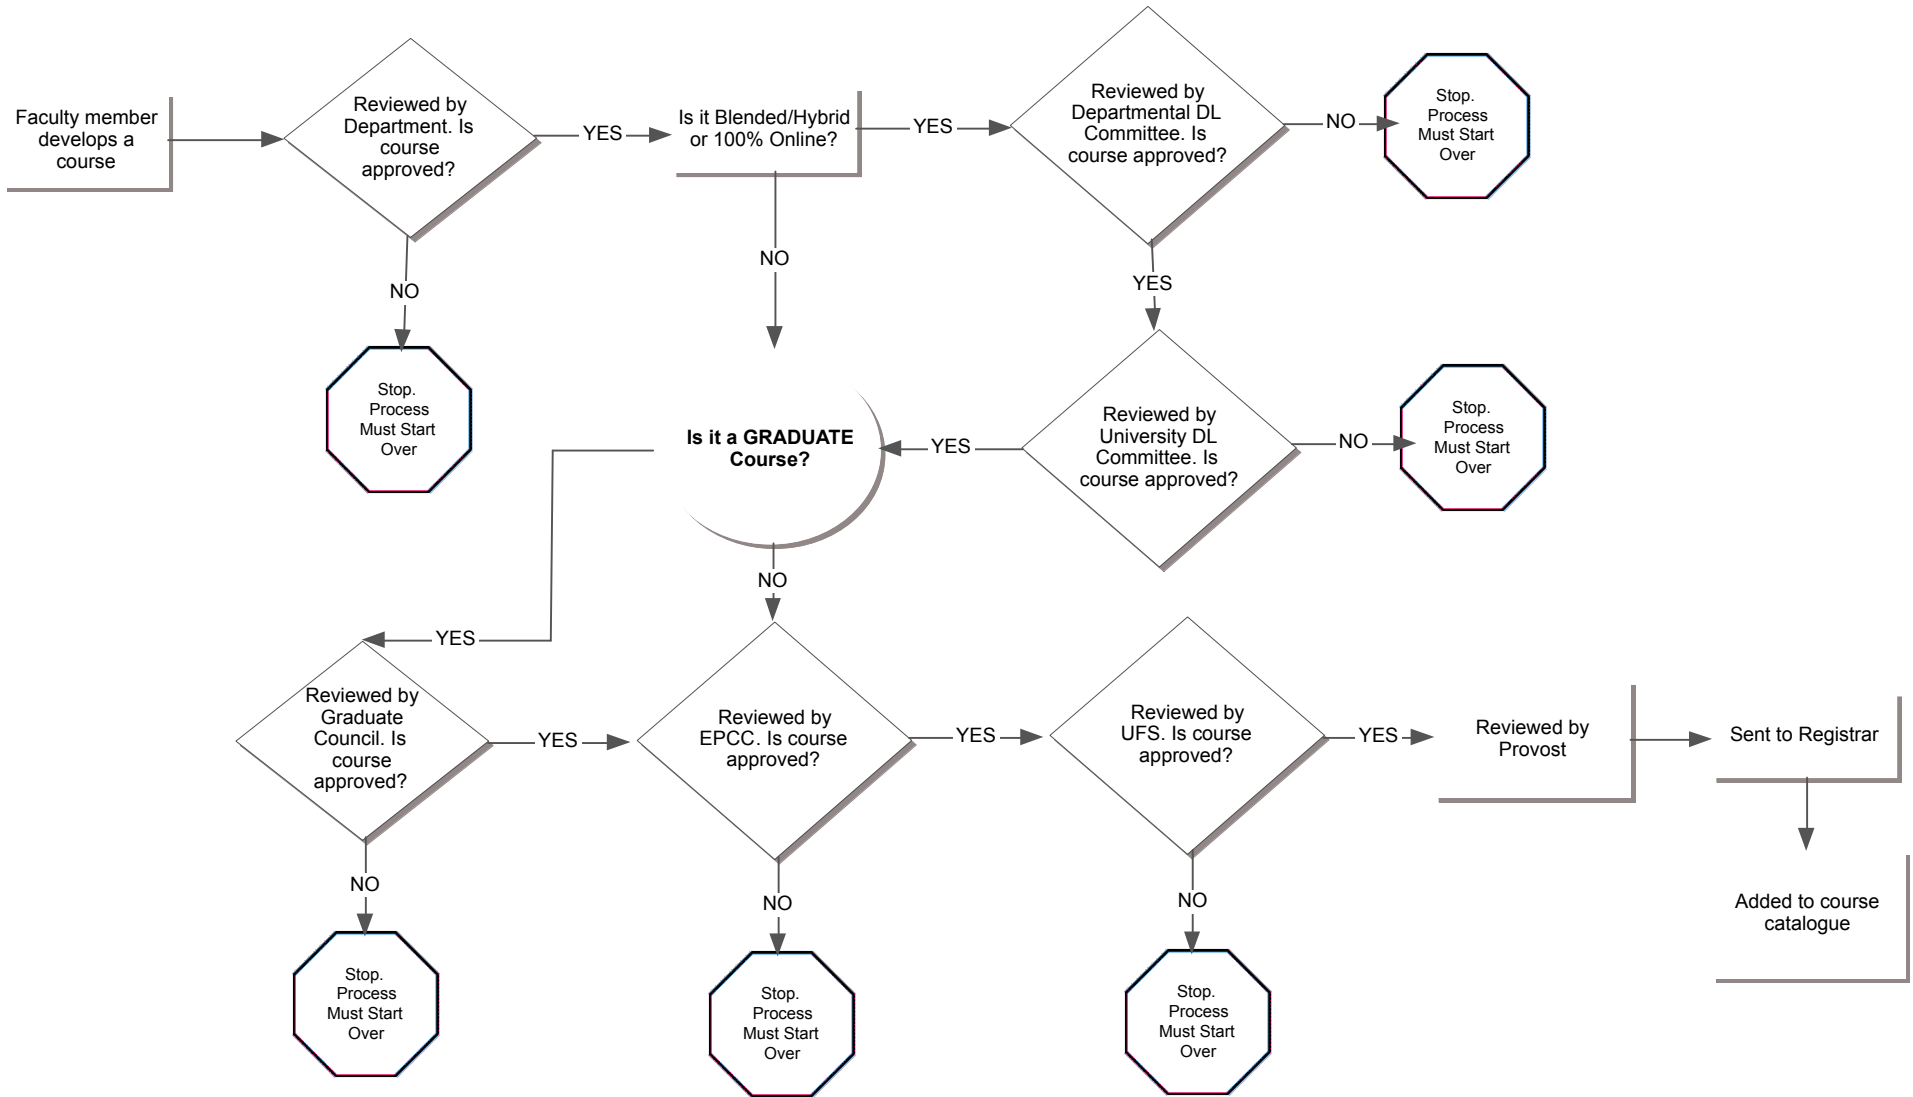 Faculty member
develops a
course
Reviewed by
Department. Is
course
approved?
YES
Is it Blended/Hybrid
or 100% Online?
YES
Reviewed by
Departmental DL
Committee. Is
course approved?
NO
Stop.
Process
Must Start
Over
NO
Stop.
Process
Must Start
Over
NO
YES
Reviewed by
University DL
Committee. Is
course approved?
NO
Stop.
Process
Must Start
Over
YES
Is it a GRADUATE
Course?
YES
NO
Reviewed by
Graduate
Council. Is
course
approved?
YES
Reviewed by
EPCC. Is course
approved?
YES
Reviewed by
UFS. Is course
approved?
YES
Reviewed by
Provost
Sent to Registrar
Added to course
catalogue
NO
Stop.
Process
Must Start
Over
NO
Stop.
Process
Must Start
Over
NO
Stop.
Process
Must Start
Over